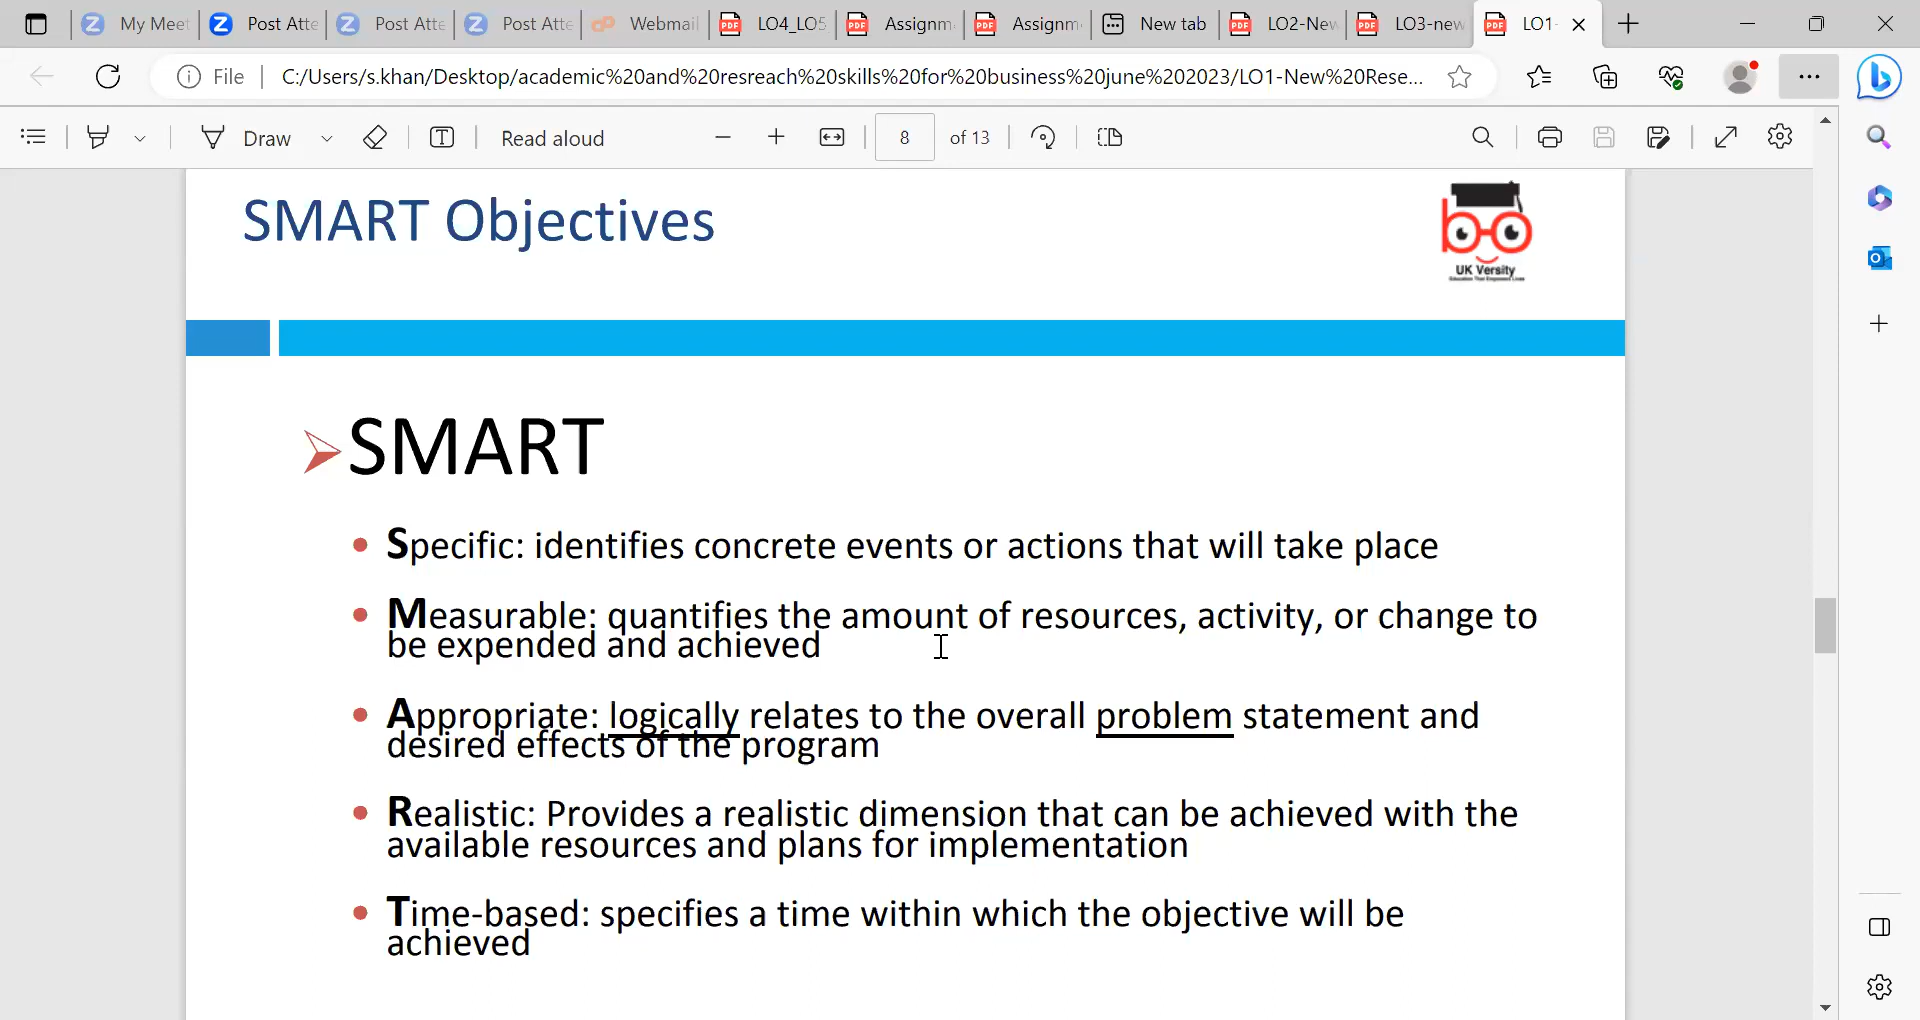 My Meet
Post Atte
Post Atte
Post Atte
Webmail
LO4_LO5
Assignm
Assignm
New tab
LO2-New
LO3-new
LO1-
File
C:/Users/s.khan/Desktop/academic%20and%20resreach%20skills%20for%20business%20june%202023/LO1-New%20Rese...
Draw
Read aloud
8
of 13
SMART Objectives
UK Versity
Education That Empowers Lives
SMART
Specific: identifies concrete events or actions that will take place
Measurable: quantifies the amount of resources, activity, or change to
be expended and achieved
Appropriate: logically relates to the overall problem statement and
desired effects of the program
Realistic: Provides a realistic dimension that can be achieved with the
available resources and plans for implementation
Time-based: specifies a time within which the objective will be
achieved